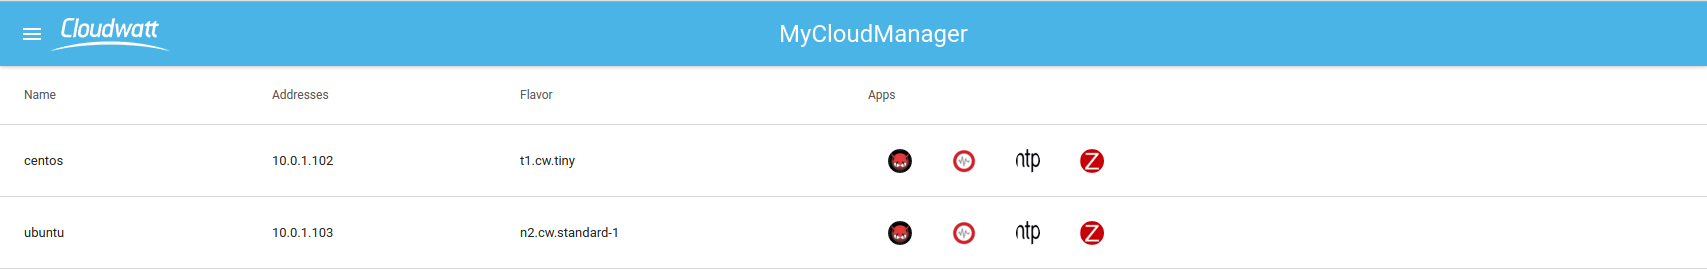 Cloudwatt
MyCloudManager
Name Addresses Flavor Apps
centos 10.0.1.102 t1.cw.tiny ntp Z
ubuntu 10.0.1.103 n2.cw.standard-1 ntp Z